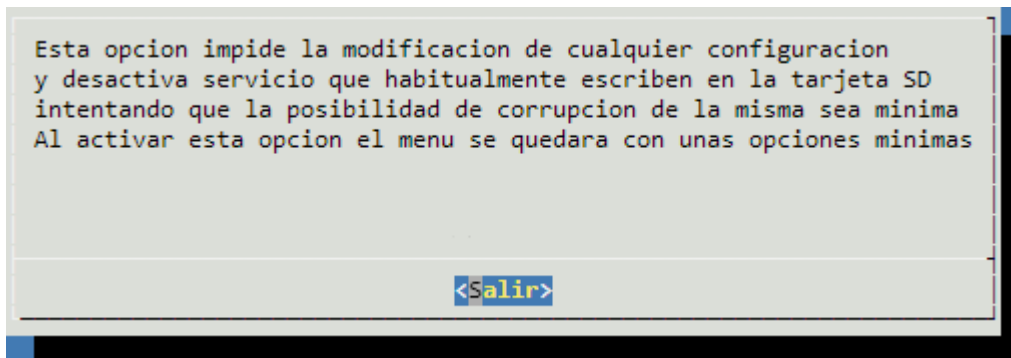 Esta opcion impide la modificacion de cualquier configuracion
y desactiva servicio que habitualmente escriben en la tarjeta SD
intentando que la posibilidad de corrupcion de la misma sea minima
Al activar esta opcion el menu se quedara con unas opciones minimas
<Salir>